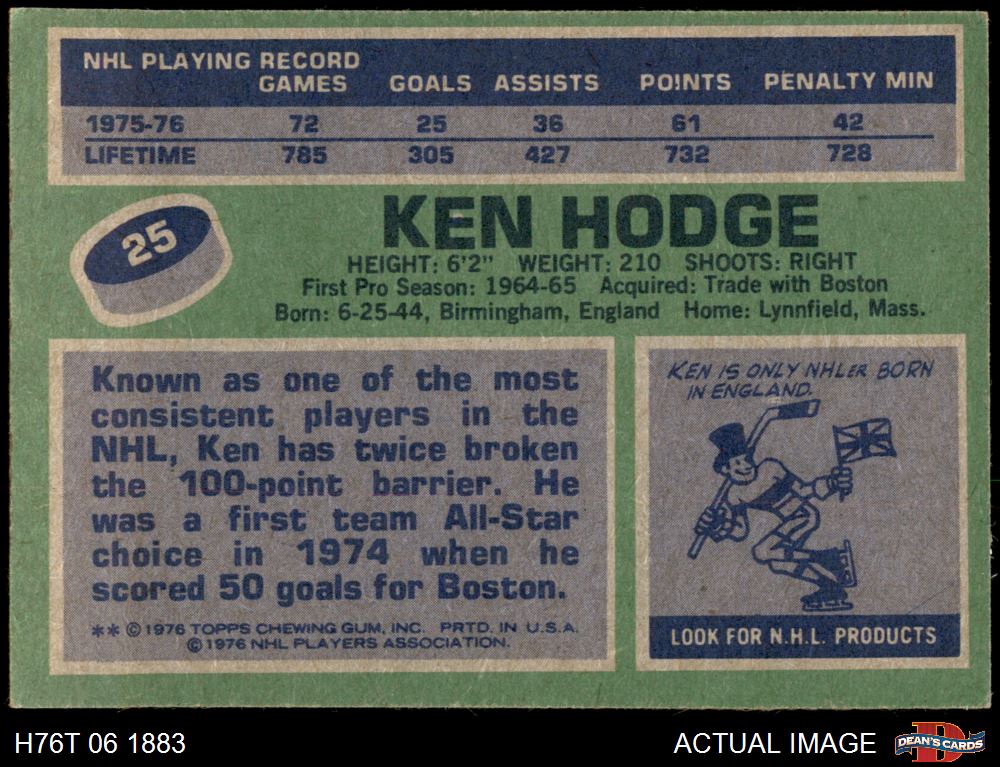 NHL PLAYING RECORD
GAMES GOALS ASSISTS POINTS PENALTY MIN
1975-76 72 25 36 61 42
LIFETIME 785 305 427 732 728
25
KEN HODGE
HEIGHT: 6'2" WEIGHT: 210 SHOOTS: RIGHT
First Pro Season: 1964-65 Acquired: Trade with Boston
Born: 6-25-44, Birmingham, England Home: Lynnfield, Mass.
Known as one of the most
consistent players in the
NHL, Ken has twice broken
the 100-point barrier. He
was a first team All-Star
choice in 1974 when he
scored 50 goals for Boston.
** © 1976 TOPPS CHEWING GUM, INC. PRTD. IN U.S.A.
© 1976 NHL PLAYERS ASSOCIATION.
KEN IS ONLY NHLER BORN
IN ENGLAND.
LOOK FOR N.H.L. PRODUCTS
H76T 06 1883
ACTUAL IMAGE
D
DEAN'S CARDS